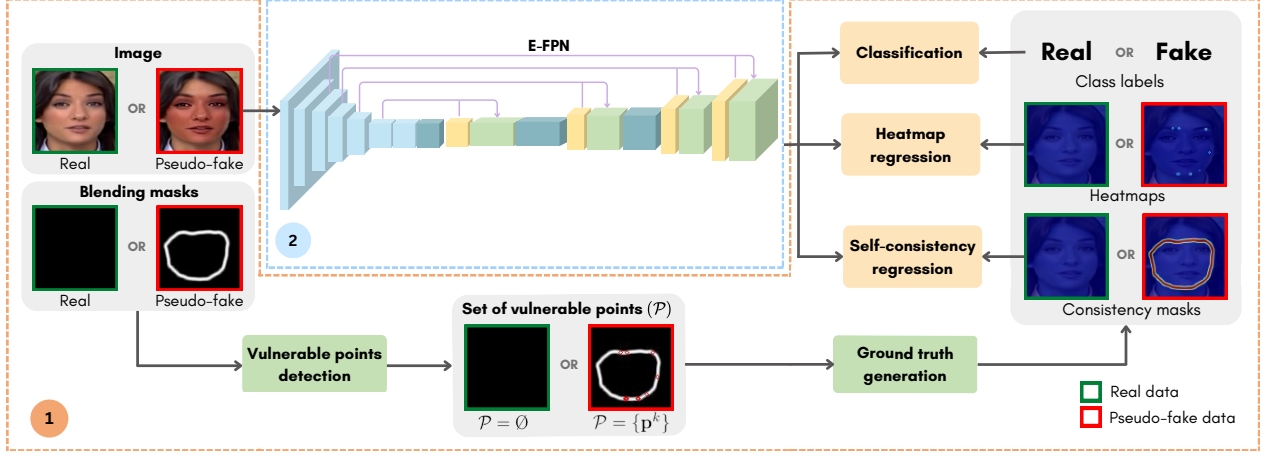 Image
OR
Real
Pseudo-fake
Blending masks
OR
Real
Pseudo-fake
1
E-FPN
2
Vulnerable points
detection
Set of vulnerable points (𝒫)
OR
𝒫 = Ø
𝒫 = {𝐩ᵏ}
Ground truth
generation
Classification
Heatmap
regression
Self-consistency
regression
Real OR Fake
Class labels
OR
Heatmaps
OR
Consistency masks
Real data
Pseudo-fake data